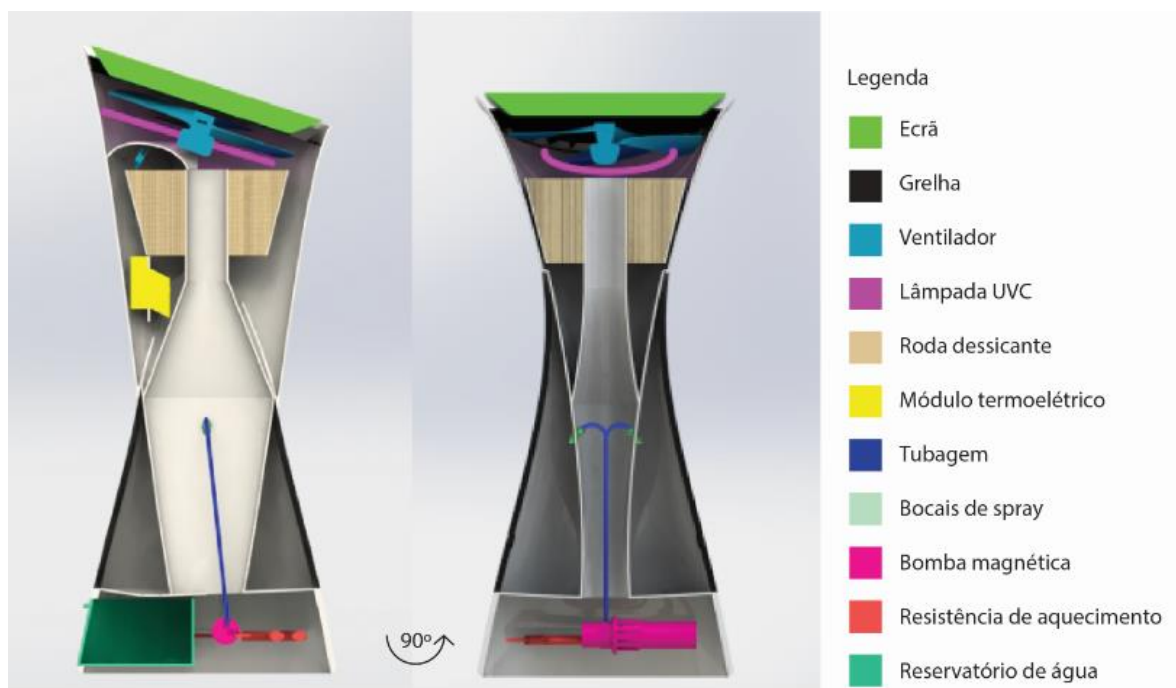 90º
Legenda
Ecrã
Grelha
Ventilador
Lâmpada UVC
Roda dessicante
Módulo termoelétrico
Tubagem
Bocais de spray
Bomba magnética
Resistência de aquecimento
Reservatório de água